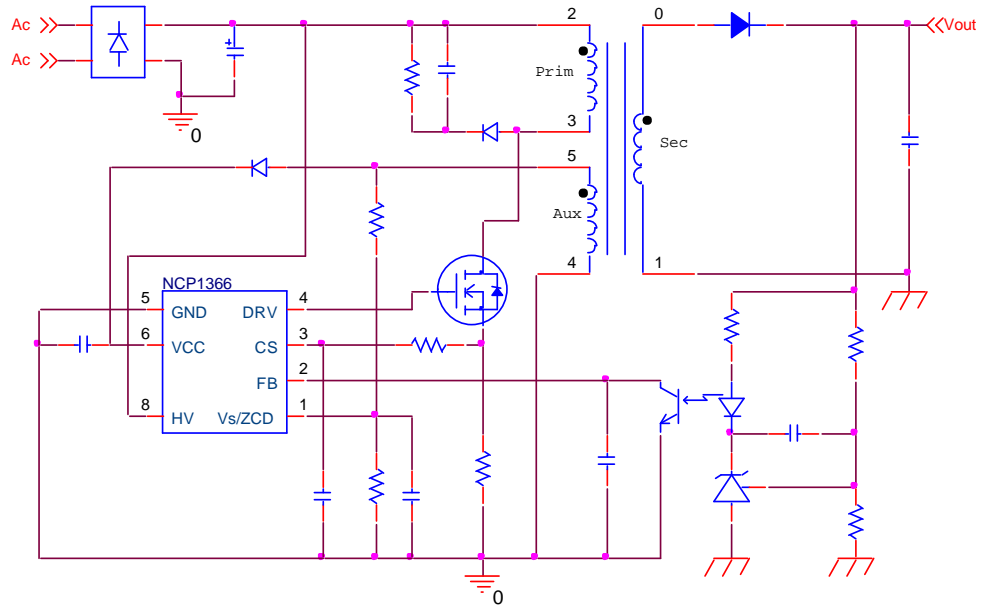 Ac
Ac
0
2
Prim
3
5
Aux
4
0
Sec
1
Vout
NCP1366
5 GND DRV 4
6 VCC CS 3
FB 2
8 HV Vs/ZCD 1
0